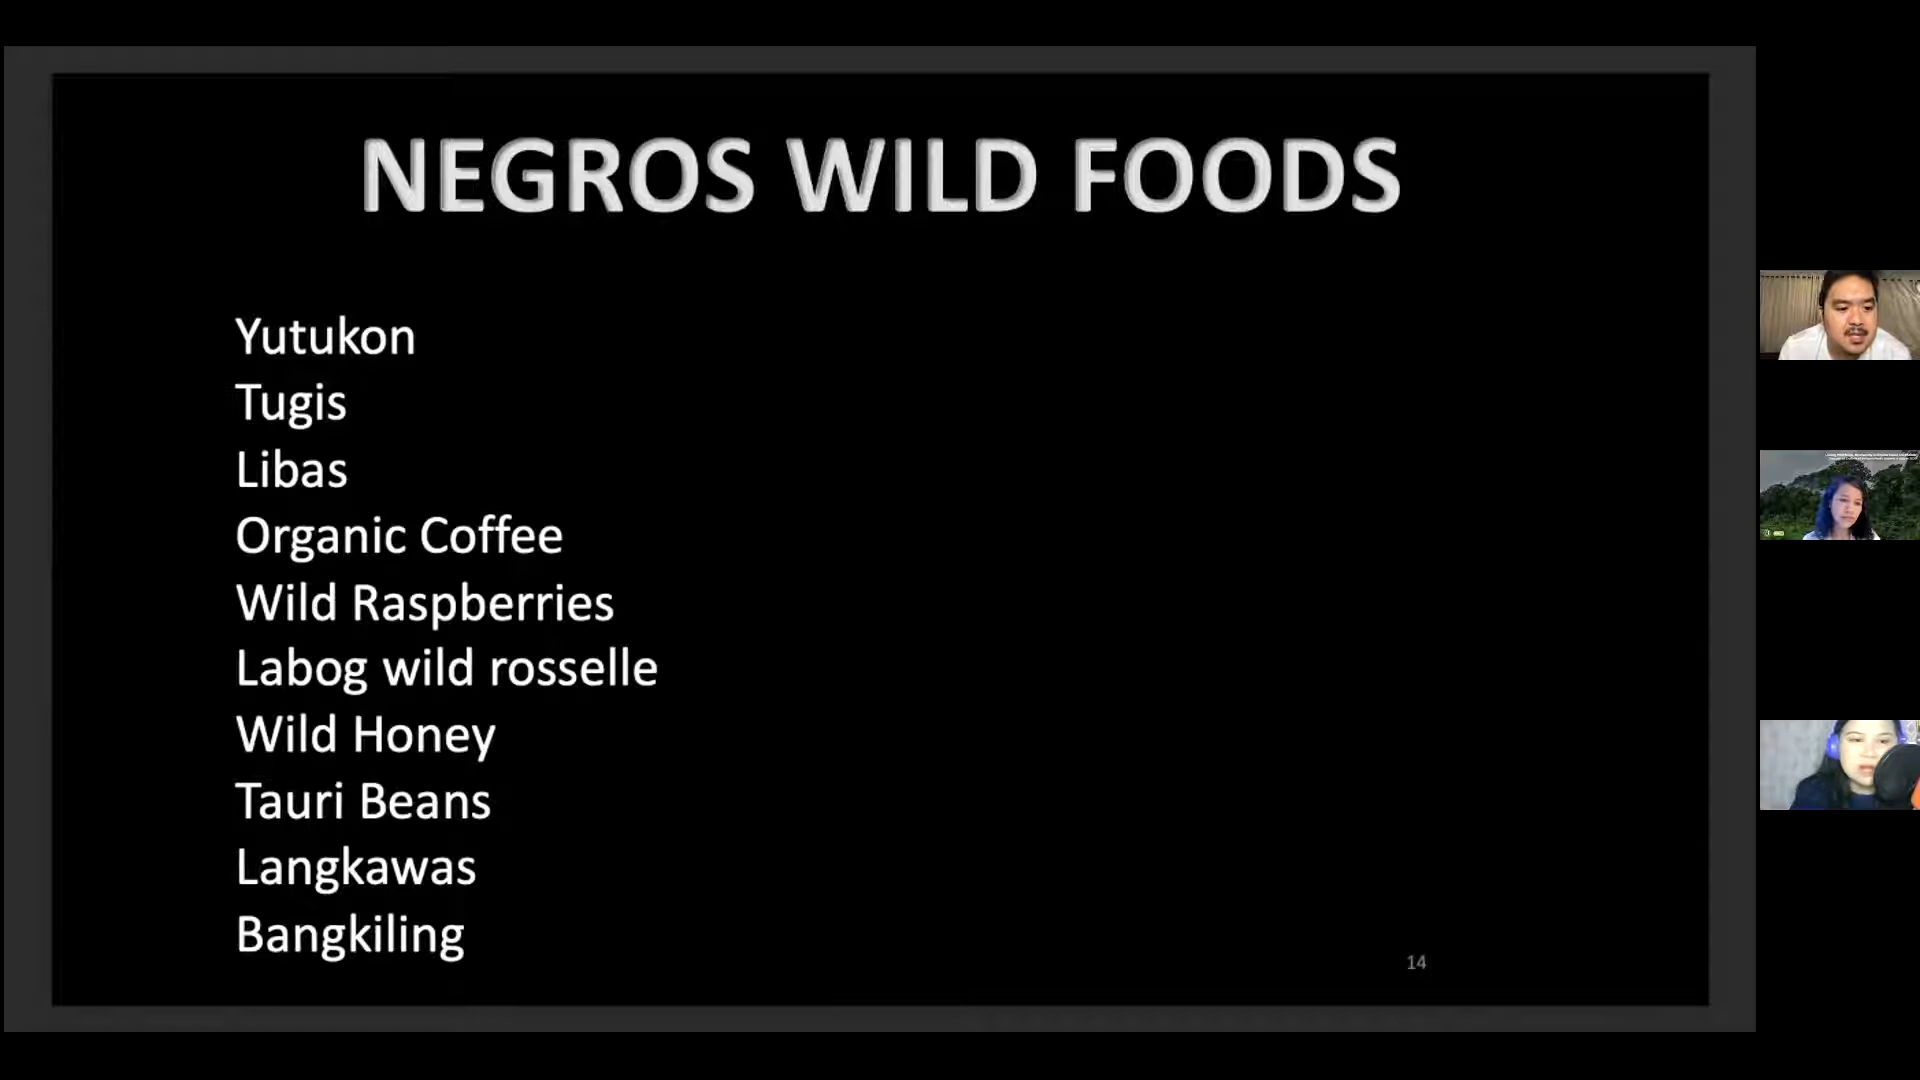 NEGROS WILD FOODS
Yutukon
Tugis
Libas
Organic Coffee
Wild Raspberries
Labog wild rosselle
Wild Honey
Tauri Beans
Langkawas
Bangkiling
14